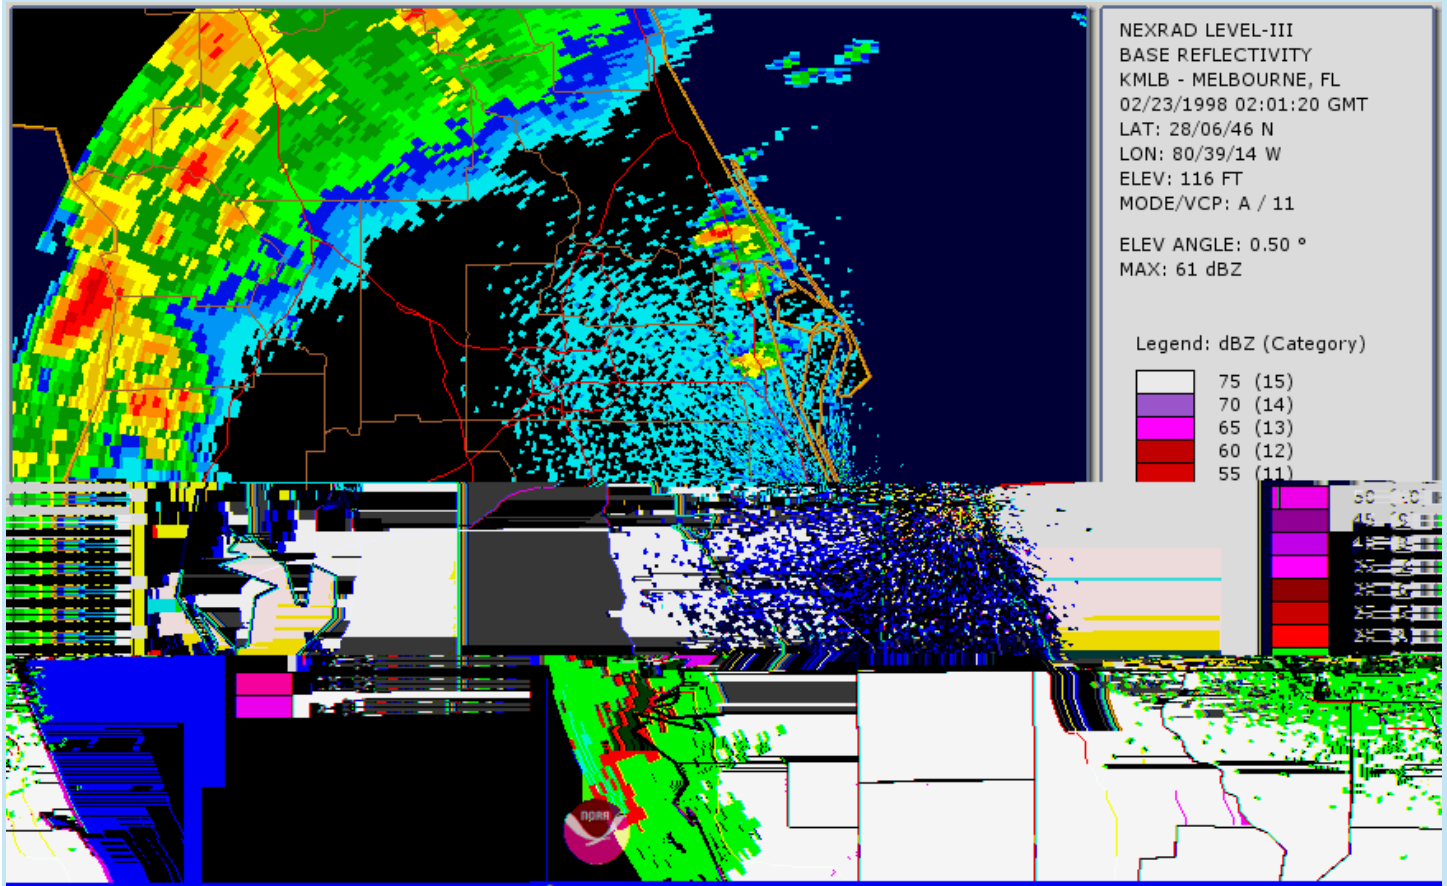 NEXRAD LEVEL-III
BASE REFLECTIVITY
KMLB - MELBOURNE, FL
02/23/1998 02:01:20 GMT
LAT: 28/06/46 N
LON: 80/39/14 W
ELEV: 116 FT
MODE/VCP: A / 11
ELEV ANGLE: 0.50 °
MAX: 61 dBZ
Legend: dBZ (Category)
75 (15)
70 (14)
65 (13)
60 (12)
55 (11)